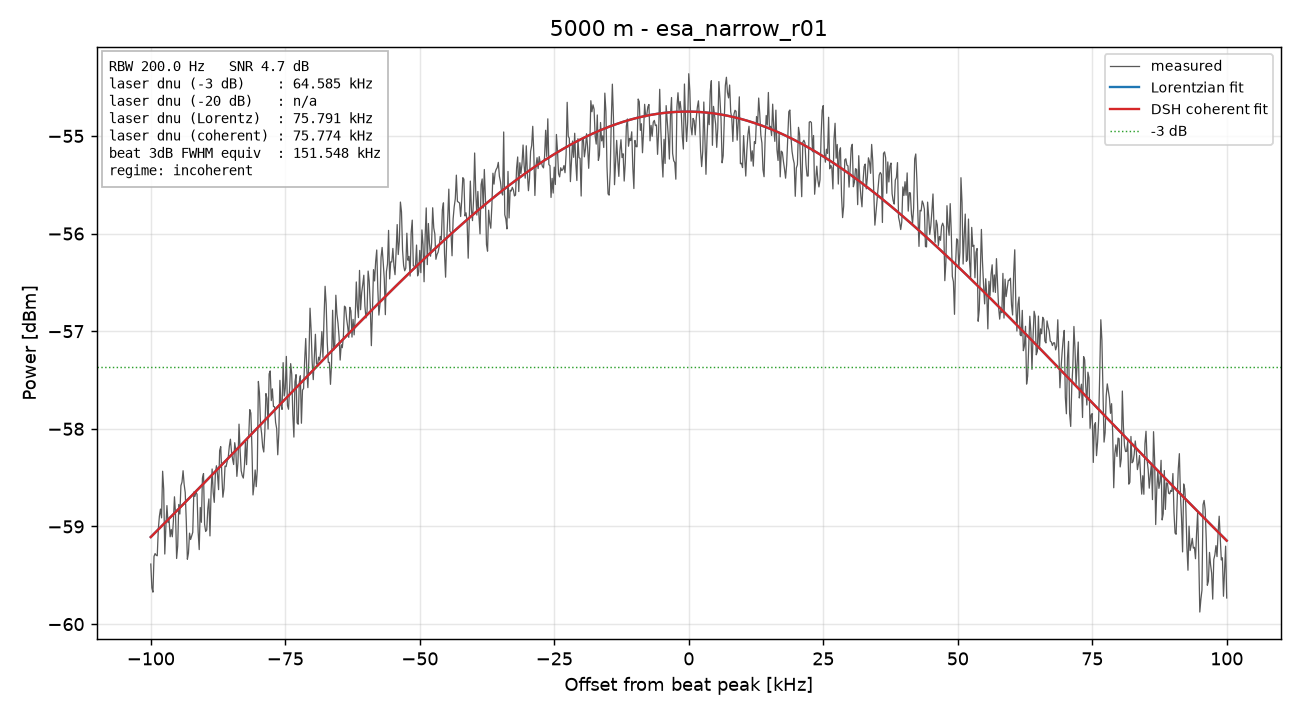 5000 m - esa_narrow_r01
RBW 200.0 Hz   SNR 4.7 dB
laser dnu (-3 dB)    : 64.585 kHz
laser dnu (-20 dB)   : n/a
laser dnu (Lorentz)  : 75.791 kHz
laser dnu (coherent) : 75.774 kHz
beat 3dB FWHM equiv  : 151.548 kHz
regime: incoherent
measured
Lorentzian fit
DSH coherent fit
-3 dB
Power [dBm]
−55
−56
−57
−58
−59
−60
−100
−75
−50
−25
0
25
50
75
100
Offset from beat peak [kHz]